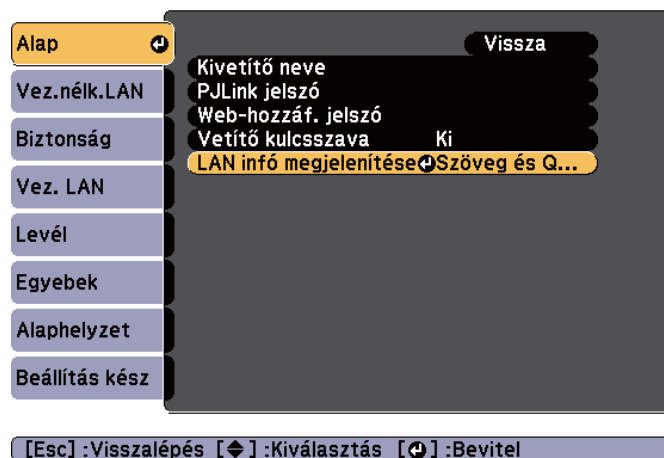 Alap
Vez.nélk.LAN
Biztonság
Vez. LAN
Levél
Egyebek
Alaphelyzet
Beállítás kész
Vissza
Kivetítő neve
PJLink jelszó
Web-hozzáf. jelszó
Vetítő kulcsszava Ki
LAN infó megjelenítése Szöveg és Q...
[Esc] :Visszalépés [◆] :Kiválasztás [↵] :Bevitel